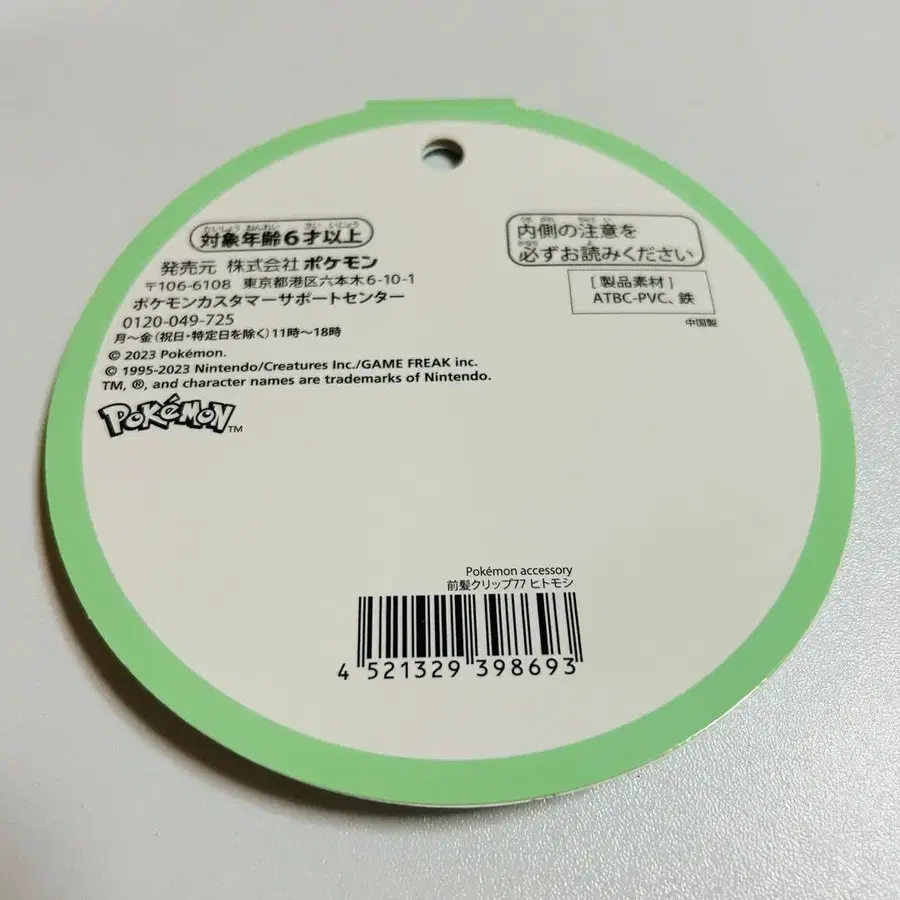 対象年齢6才以上
発売元 株式会社 ポケモン
〒106-6108 東京都港区六本木6-10-1
ポケモンカスタマーサポートセンター
0120-049-725
月~金(祝日・特定日を除く)11時~18時
© 2023 Pokémon.
© 1995-2023 Nintendo/Creatures Inc./GAME FREAK inc.
TM, ®, and character names are trademarks of Nintendo.
POKéMON TM
内側の注意を
必ずお読みください
[製品素材]
ATBC-PVC、鉄
中国製
Pokémon accessory
前髪クリップ77 ヒトモシ
4 521329 398693